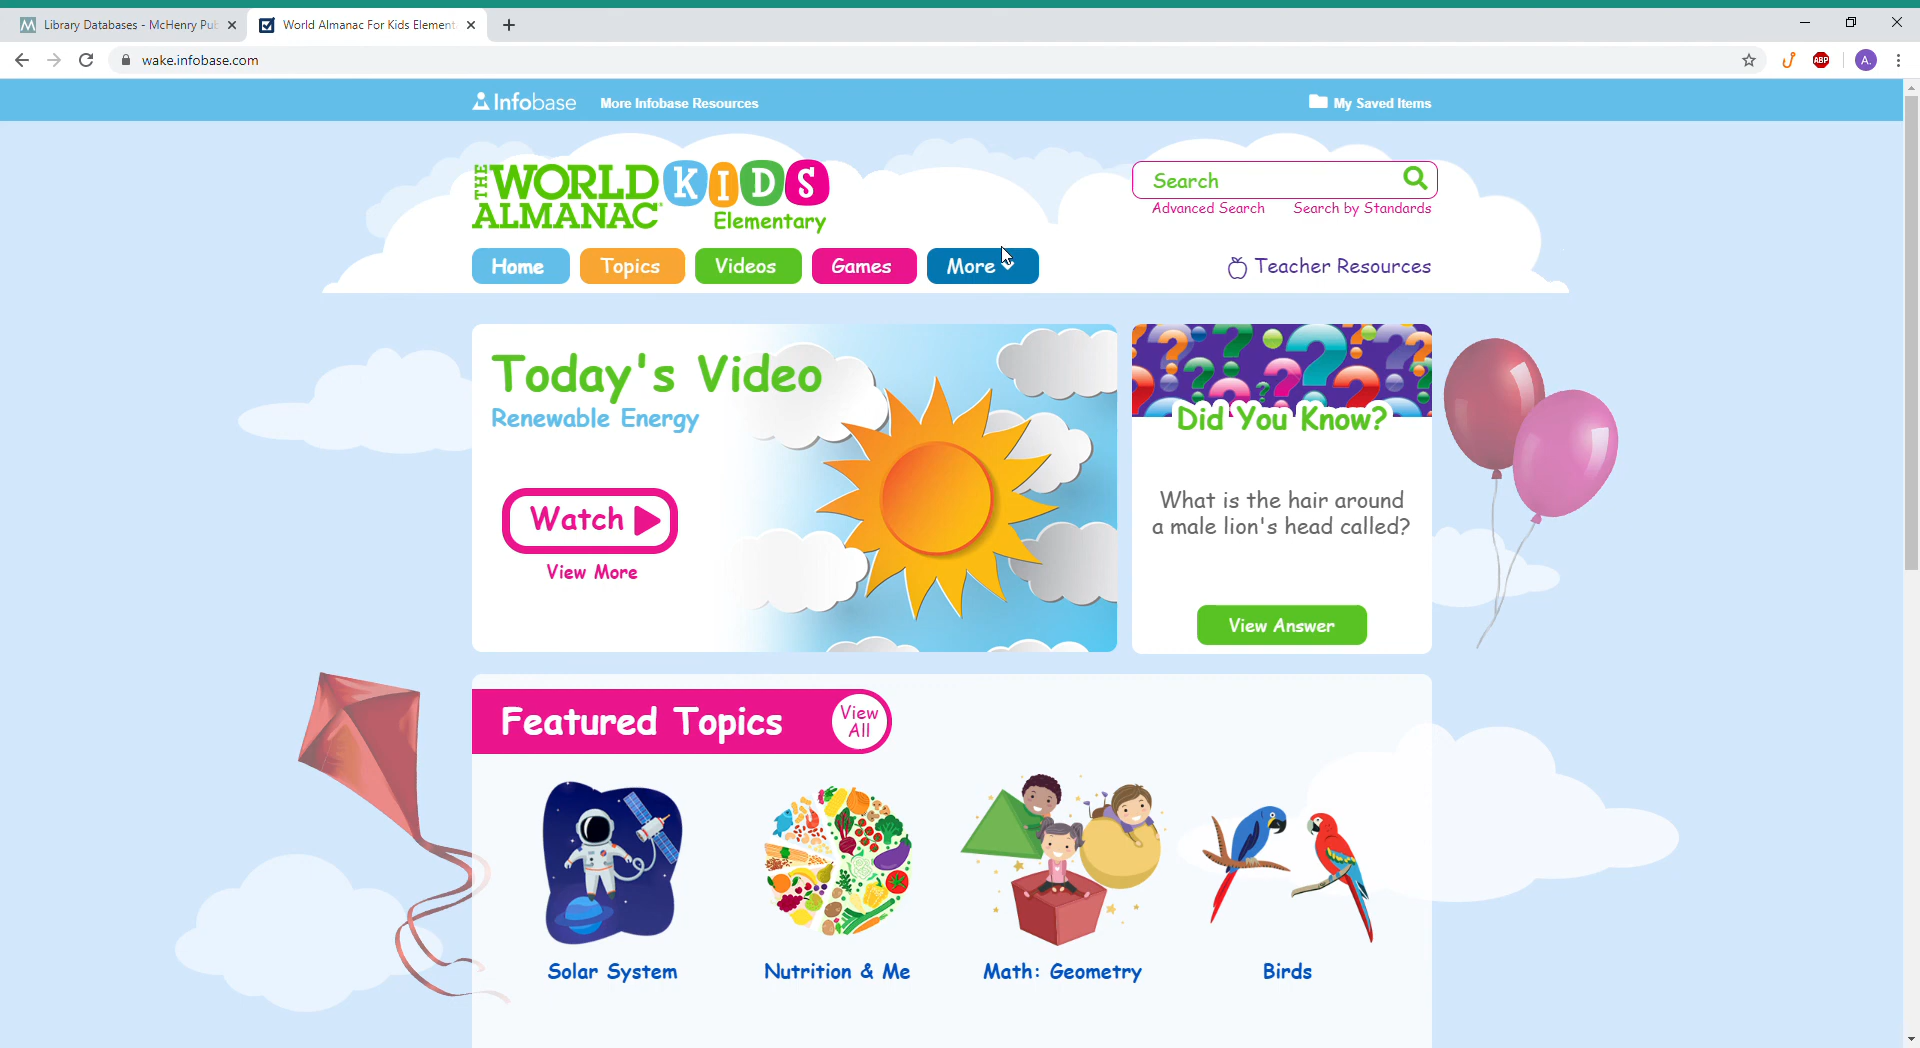 Library Databases - McHenry Pu
World Almanac For Kids Element
wake.infobase.com
ABP
A.
Infobase
More Infobase Resources
My Saved Items
THE WORLD ALMANAC KIDS
Elementary
Search
Advanced Search
Search by Standards
Home
Topics
Videos
Games
More
Teacher Resources
Today's Video
Renewable Energy
Watch
View More
Did You Know?
What is the hair around
a male lion's head called?
View Answer
Featured Topics
View
All
Solar System
Nutrition & Me
Math: Geometry
Birds